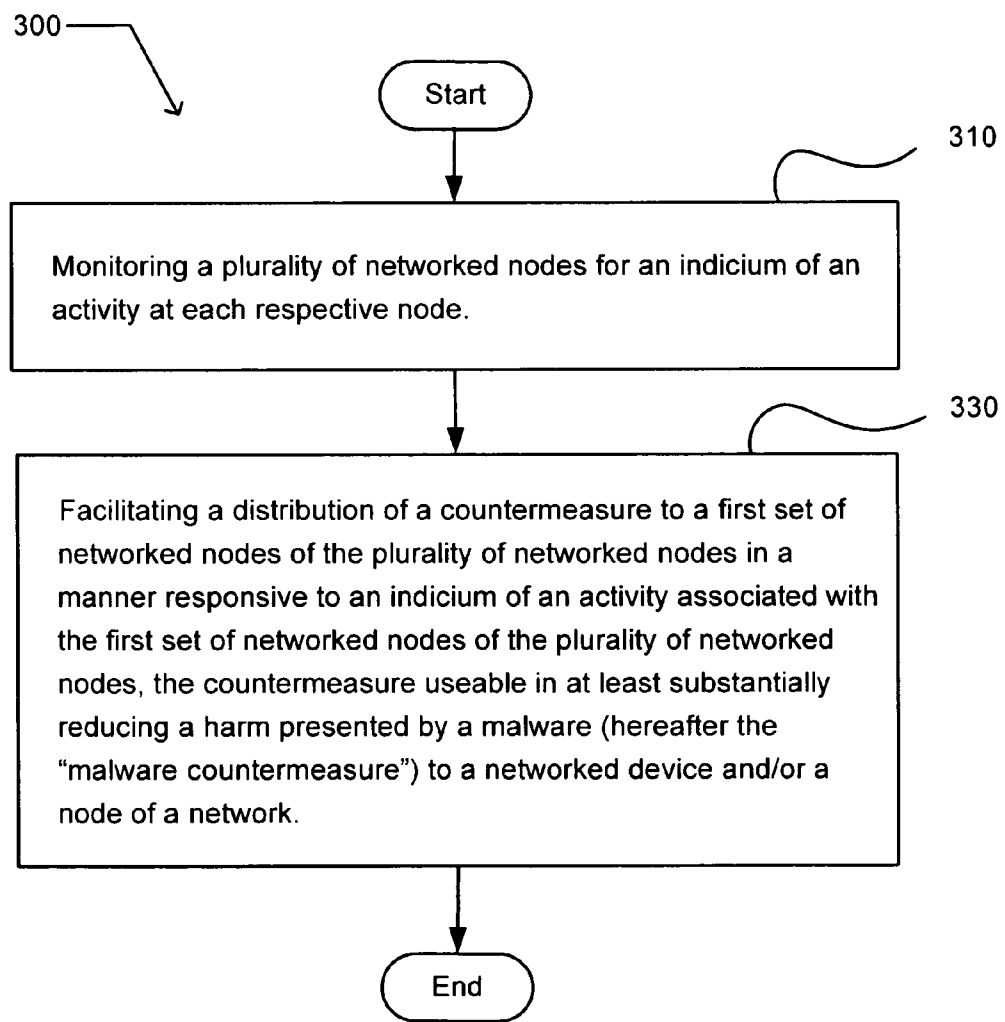 300
Start
310
Monitoring a plurality of networked nodes for an indicium of an
activity at each respective node.
330
Facilitating a distribution of a countermeasure to a first set of
networked nodes of the plurality of networked nodes in a
manner responsive to an indicium of an activity associated with
the first set of networked nodes of the plurality of networked
nodes, the countermeasure useable in at least substantially
reducing a harm presented by a malware (hereafter the
“malware countermeasure”) to a networked device and/or a
node of a network.
End